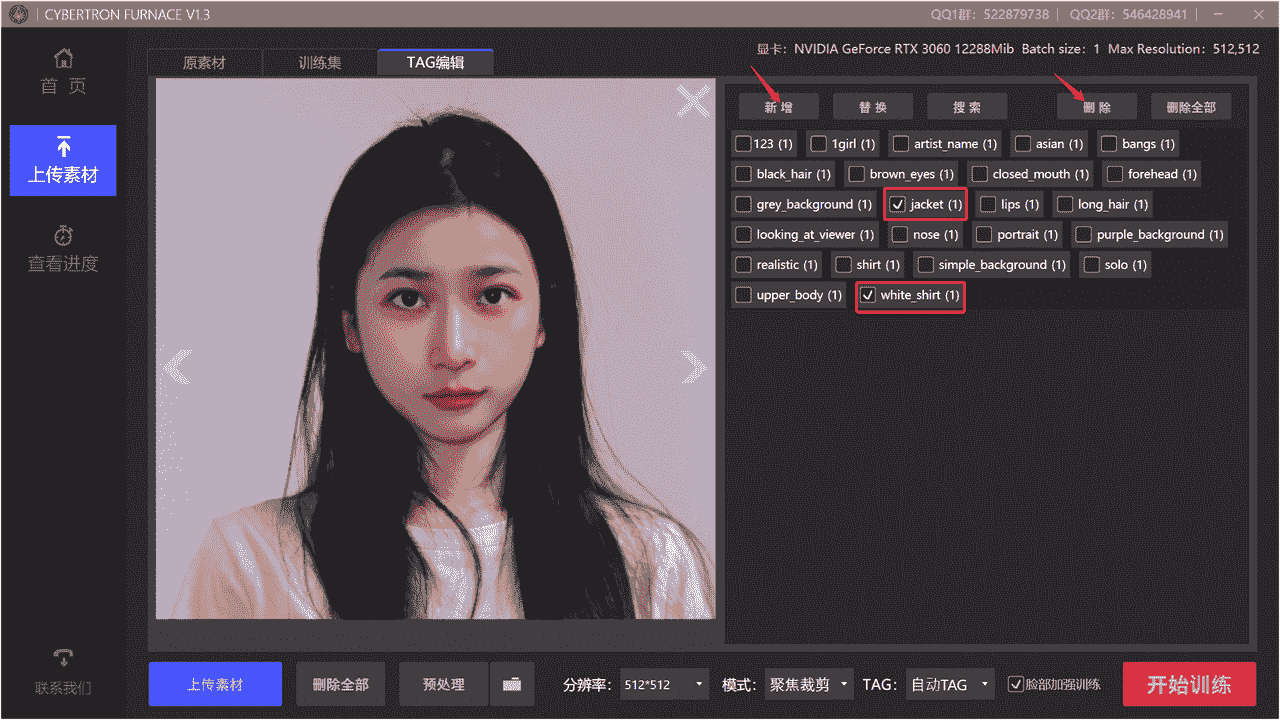 CYBERTRON FURNACE V1.3
QQ1群：522879738 | QQ2群：546428941
首 页
上传素材
查看进度
联系我们
原素材 训练集 TAG编辑
显卡：NVIDIA GeForce RTX 3060 12288Mib Batch size：1 Max Resolution：512,512
新 增 替 换 搜 索 删 除 删除全部
123 (1) 1girl (1) artist_name (1) asian (1) bangs (1)
black_hair (1) brown_eyes (1) closed_mouth (1) forehead (1)
grey_background (1) jacket (1) lips (1) long_hair (1)
looking_at_viewer (1) nose (1) portrait (1) purple_background (1)
realistic (1) shirt (1) simple_background (1) solo (1)
upper_body (1) white_shirt (1)
上传素材 删除全部 预处理 分辨率： 512*512 模式： 聚焦裁剪 TAG： 自动TAG 脸部加强训练 开始训练